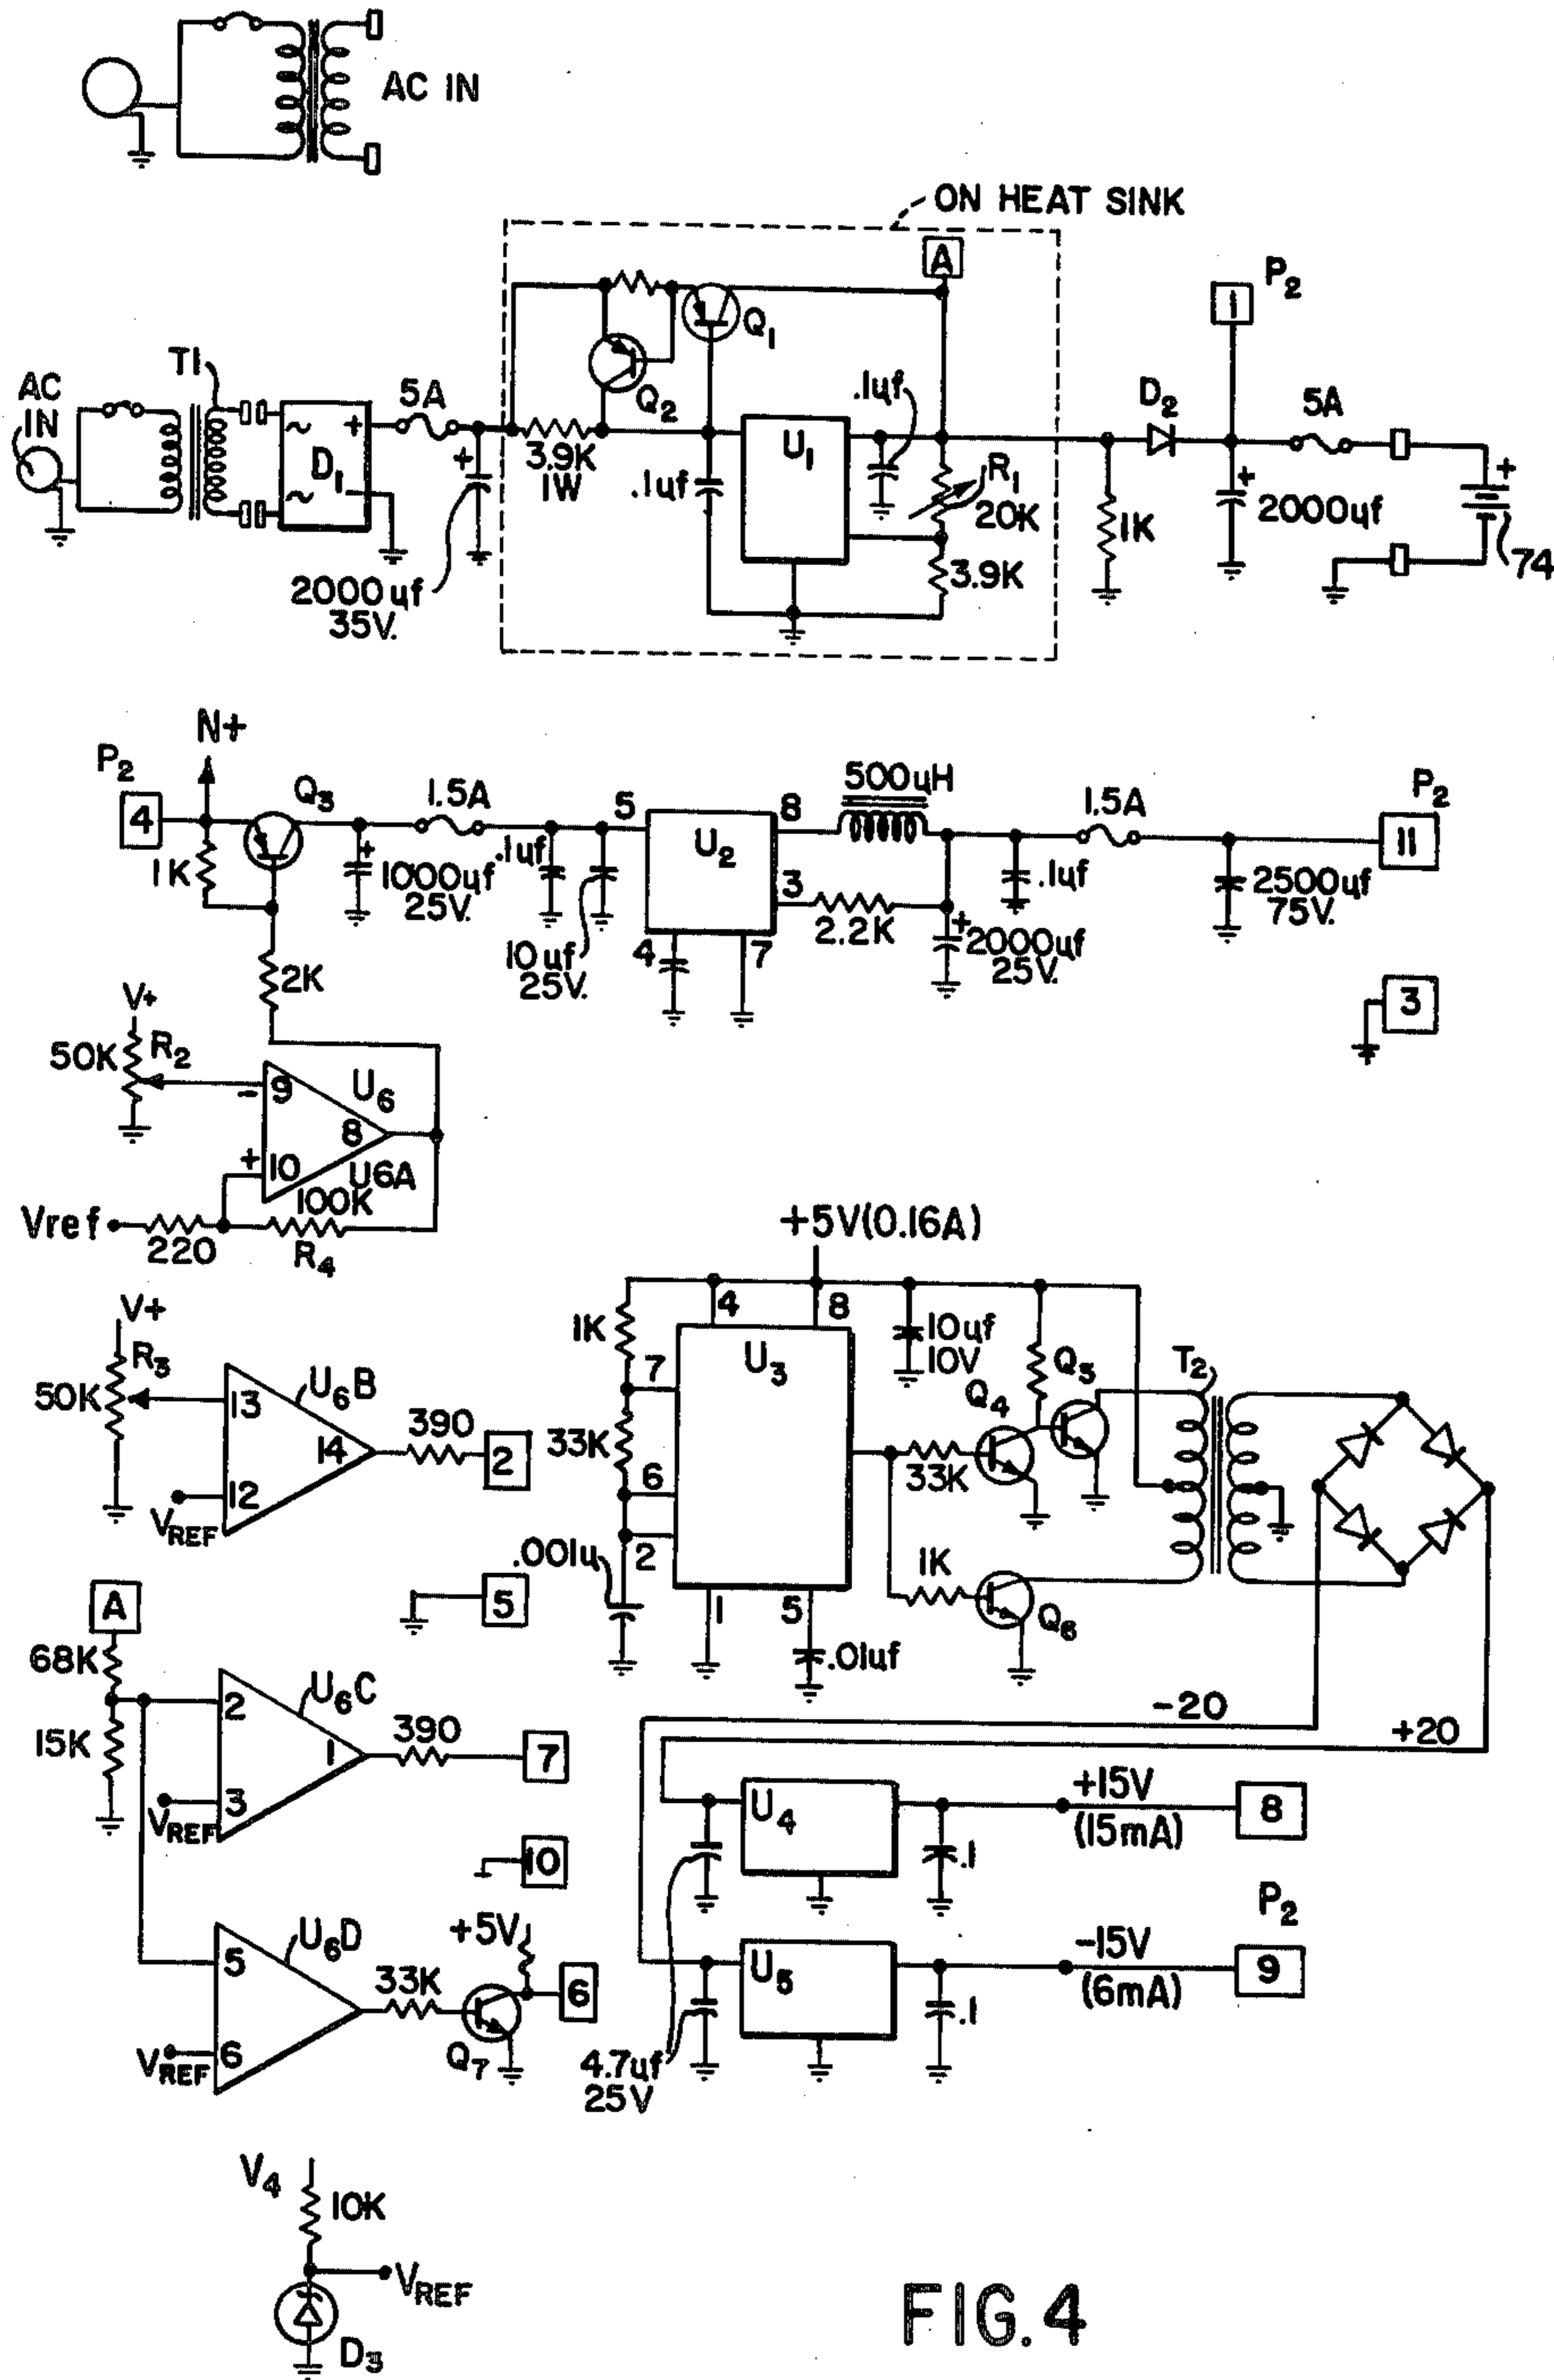 AC IN
ON HEAT SINK
A
P2
1
T1
AC
IN
5A
D1
~
+
~
-
+
2000uf
35V.
3.9K
1W
Q2
Q1
.1uf
U1
.1uf
R1
20K
3.9K
1K
D2
+
2000uf
5A
+
74
N+
P2
4
Q3
1K
1.5A
+
1000uf
25V.
.1uf
10uf
25V.
5
U2
8
3
4
7
500uH
2.2K
+
2000uf
25V.
.1uf
1.5A
2500uf
75V.
P2
11
3
2K
V+
50K
R2
-
9
U6
8
+
10
U6A
100K
Vref
220
R4
V+
R3
50K
13
U6B
14
390
2
12
VREF
5
A
68K
15K
2
U6C
1
390
7
3
VREF
10
5
U6D
33K
+5V
6
Q7
VREF
6
+5V(0.16A)
1K
4
8
7
U3
33K
6
2
.001u
1
5
.01uf
10uf
10V
Q5
Q4
33K
1K
Q6
T2
-20
+20
U4
.1
+15V
(15mA)
8
P2
U5
.1
-15V
(6mA)
9
4.7uf
25V
V4
10K
VREF
D3
FIG.4